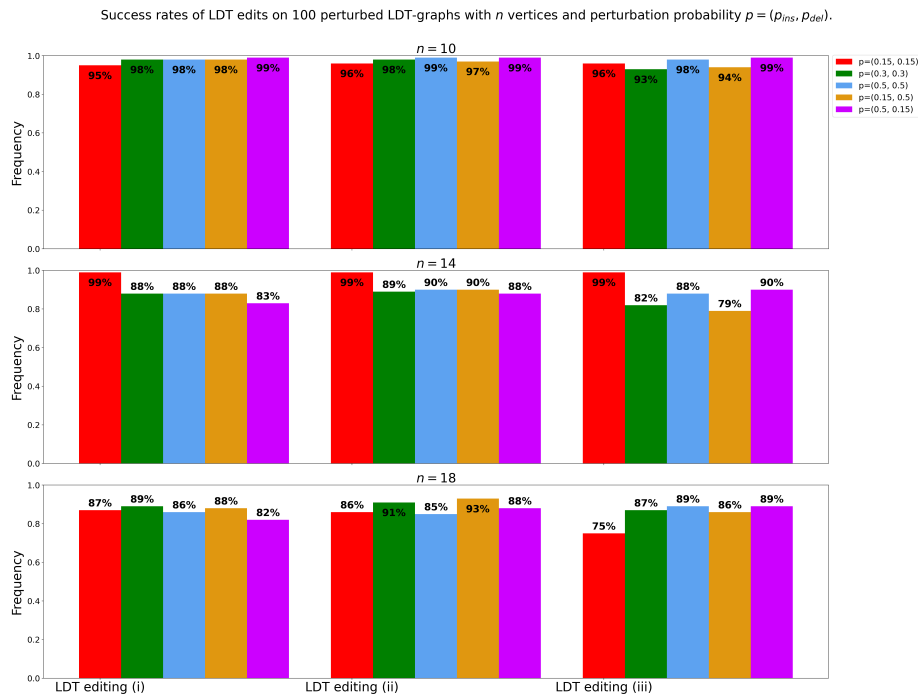 Success rates of LDT edits on 100 perturbed LDT-graphs with n vertices and perturbation probability p = (p_ins, p_del).
n = 10
1.0
0.8
0.6
0.4
0.2
0.0
Frequency
95% 98% 98% 98% 99%
96% 98% 99% 97% 99%
96% 93% 98% 94% 99%
p=(0.15, 0.15)
p=(0.3, 0.3)
p=(0.5, 0.5)
p=(0.15, 0.5)
p=(0.5, 0.15)
n = 14
1.0
0.8
0.6
0.4
0.2
0.0
Frequency
99% 88% 88% 88% 83%
99% 89% 90% 90% 88%
99% 82% 88% 79% 90%
n = 18
1.0
0.8
0.6
0.4
0.2
0.0
Frequency
87% 89% 86% 88% 82%
86% 91% 85% 93% 88%
75% 87% 89% 86% 89%
LDT editing (i)
LDT editing (ii)
LDT editing (iii)